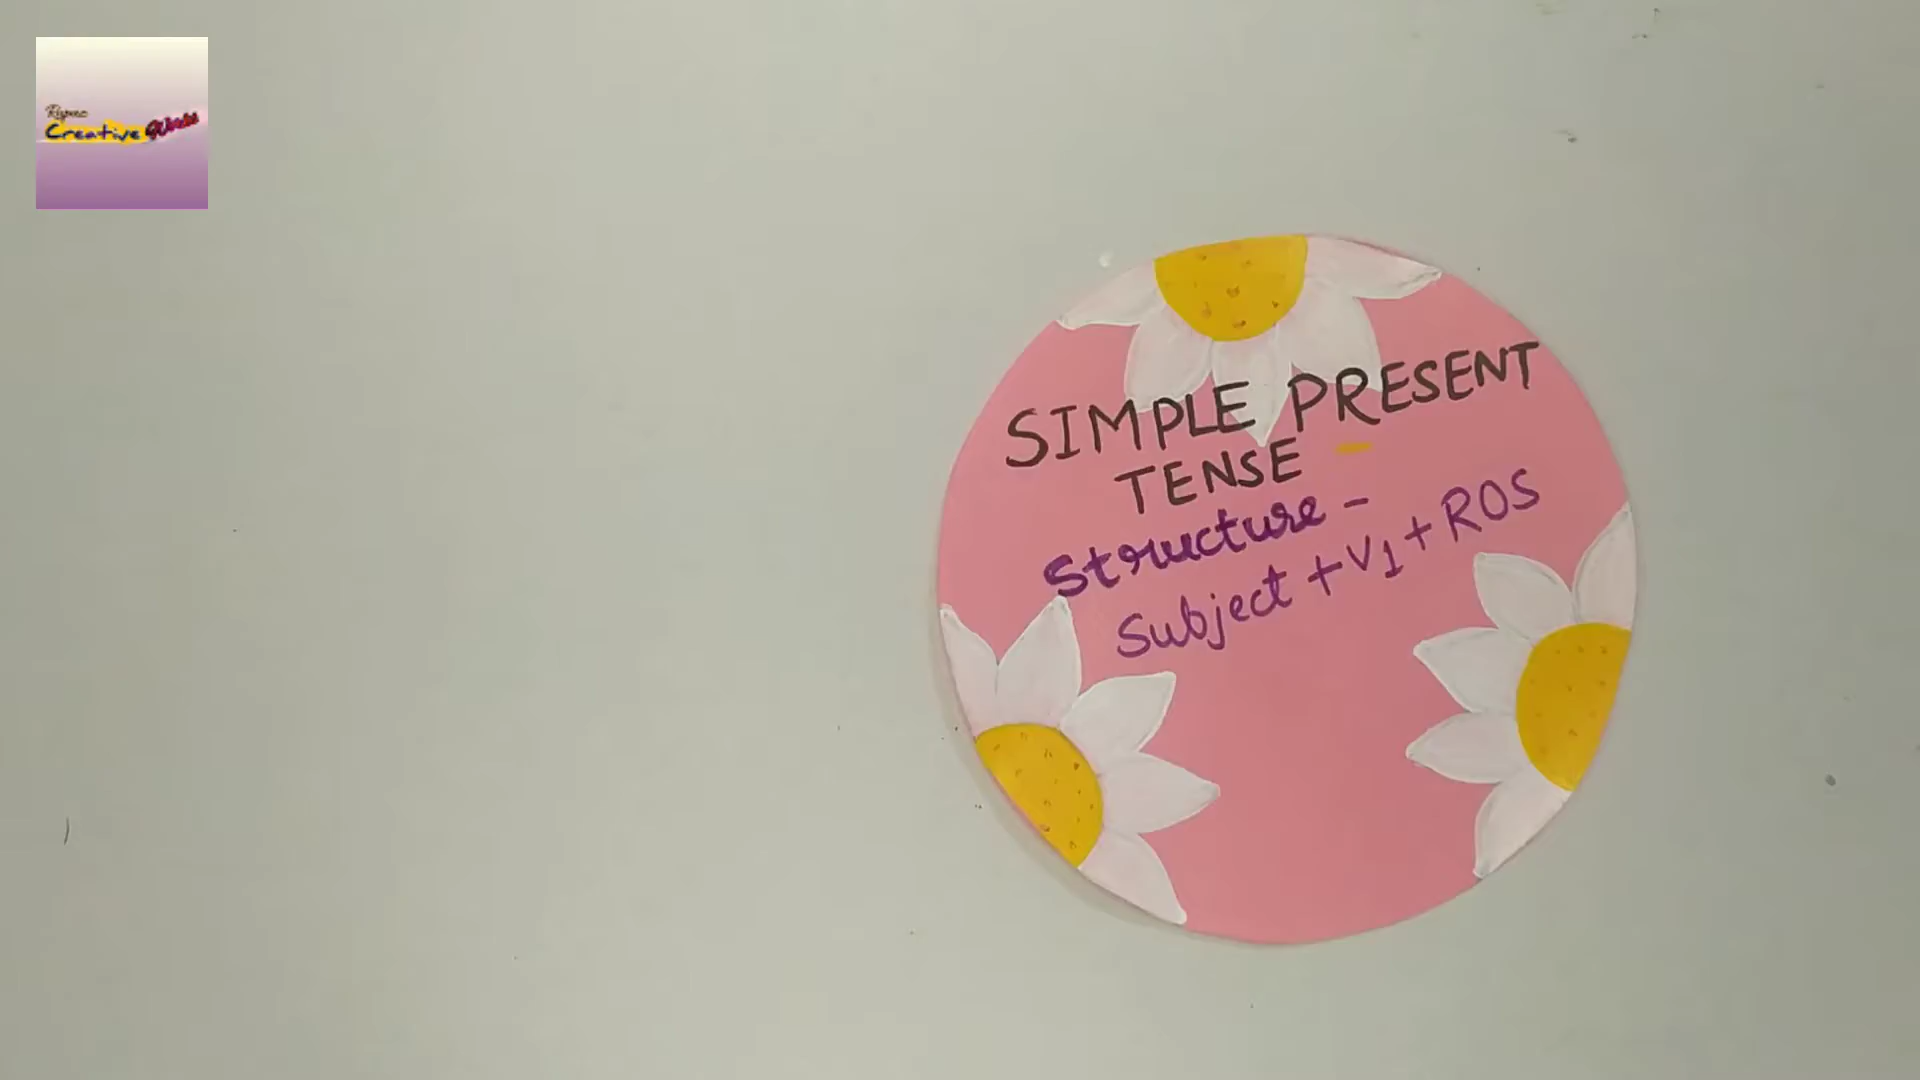 Creative
SIMPLE PRESENT
TENSE -
Structure -
Subject + V1 + ROS